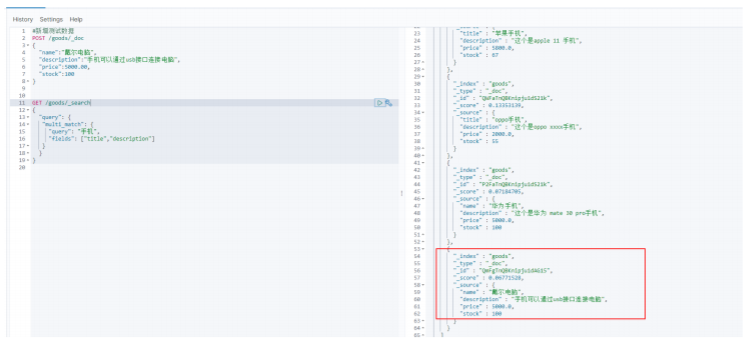 History Settings Help
1 #新增测试数据
2 POST /goods/_doc
3 {
4 "name":"戴尔电脑",
5 "description":"手机可以通过usb接口连接电脑",
6 "price":5000.00,
7 "stock":100
8 }
9
10
11 GET /goods/_search
12 {
13 "query": {
14 "multi_match": {
15 "query": "手机",
16 "fields": ["title","description"]
17 }
18 }
19 }
20
23 "title" : "苹果手机",
24 "description" : "这个是apple 11 手机",
25 "price" : 5000.0,
26 "stock" : 67
27 }
28 },
29 {
30 "_index" : "goods",
31 "_type" : "_doc",
32 "_id" :
33 "_score" : 0.13353139,
34 "_source" : {
35 "title" : "oppo手机",
36 "description" : "这个是oppo xxxx手机",
37 "price" : 2000.0,
38 "stock" : 55
39 }
40 },
41 {
42 "_index" : "goods",
43 "_type" : "_doc",
44 "_id" :
45 "_score" : 0.07184705,
46 "_source" : {
47 "name" : "华为手机",
48 "description" : "这个是华为 mate 30 pro手机",
49 "price" : 5000.0,
50 "stock" : 100
51 }
52 },
53 {
54 "_index" : "goods",
55 "_type" : "_doc",
56 "_id" :
57 "_score" : 0.06771528,
58 "_source" : {
59 "name" : "戴尔电脑",
60 "description" : "手机可以通过usb接口连接电脑",
61 "price" : 5000.0,
62 "stock" : 100
63 }
64 }
65 ]